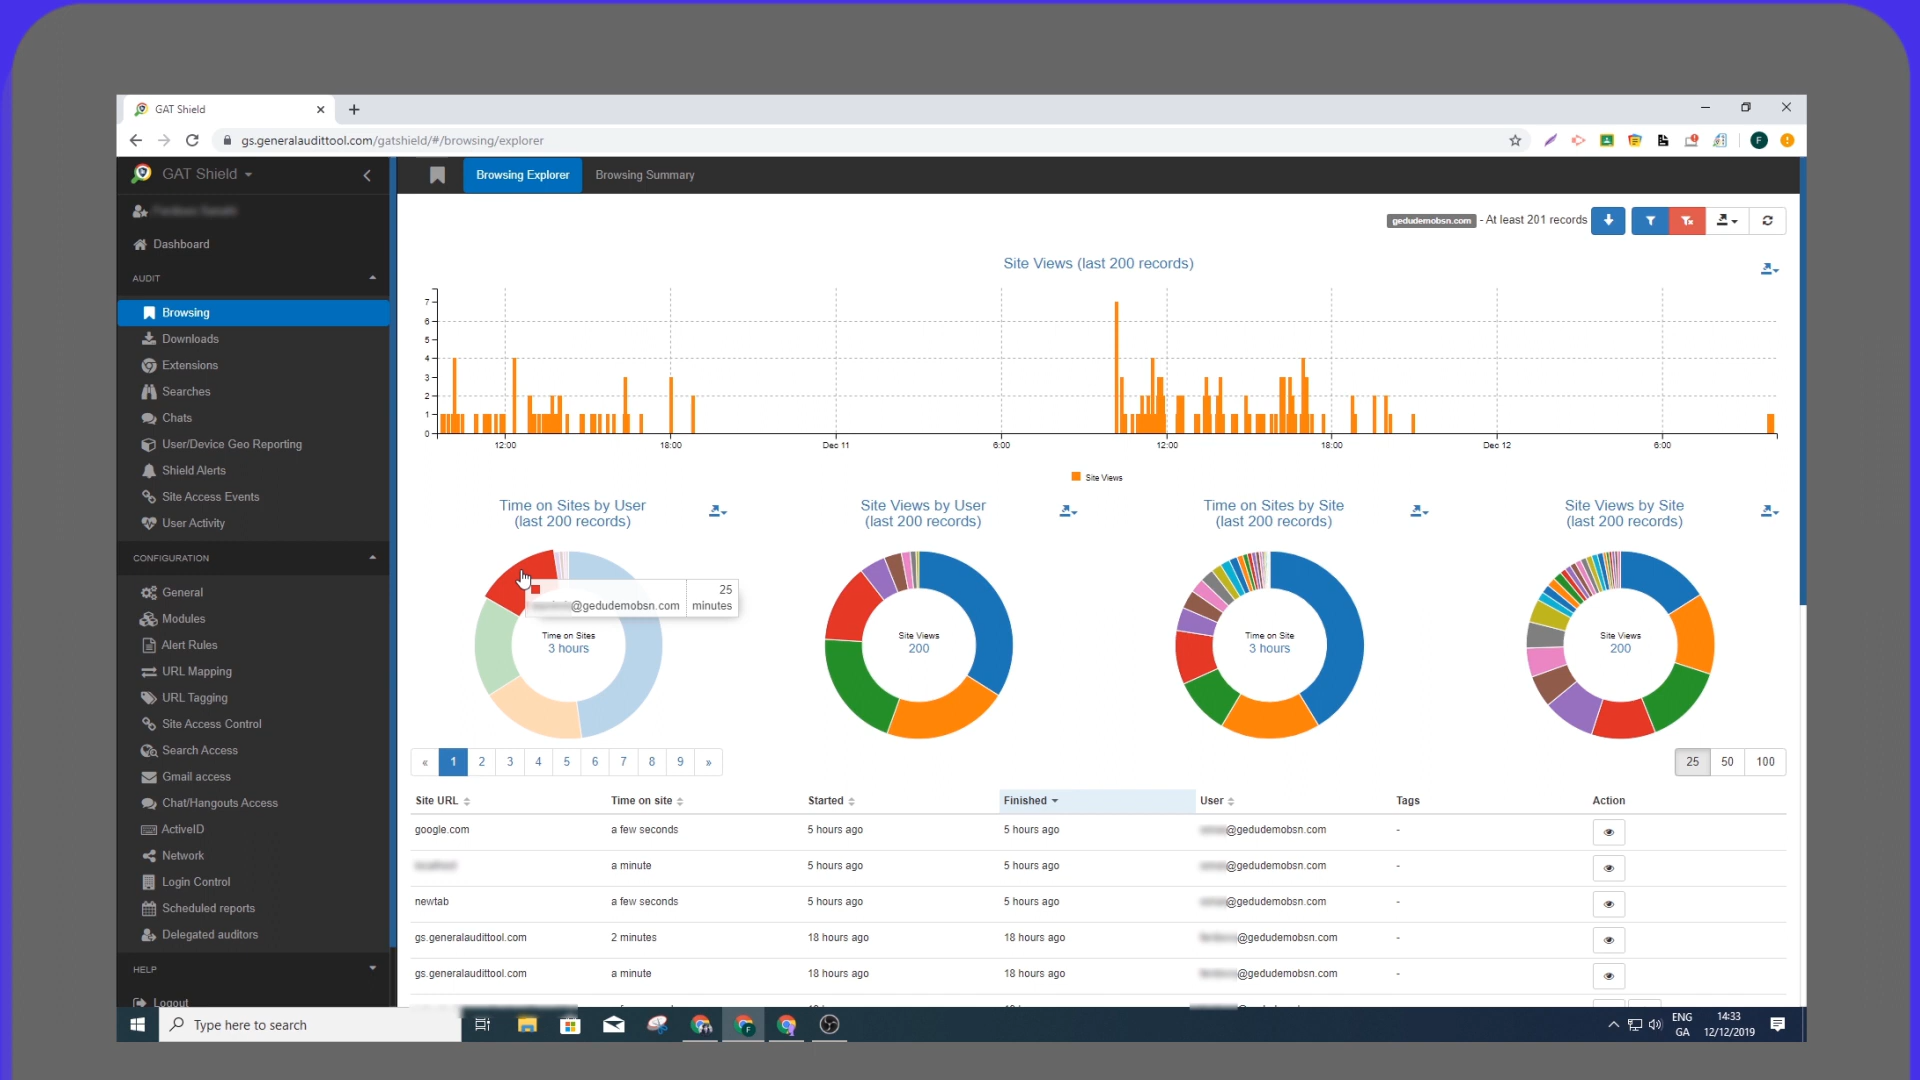 GAT Shield
gs.generalaudittool.com/gatshield/#/browsing/explorer
F
GAT Shield
Browsing Explorer
Browsing Summary
Dashboard
AUDIT
Browsing
Downloads
Extensions
Searches
Chats
User/Device Geo Reporting
Shield Alerts
Site Access Events
User Activity
CONFIGURATION
General
Modules
Alert Rules
URL Mapping
URL Tagging
Site Access Control
Search Access
Gmail access
Chat/Hangouts Access
ActiveID
Network
Login Control
Scheduled reports
Delegated auditors
HELP
Logout
gedudemobsn.com - At least 201 records
Site Views (last 200 records)
7
6
5
4
3
2
1
0
12:00 18:00 Dec 11 6:00 12:00 18:00 Dec 12 6:00
Site Views
Time on Sites by User
(last 200 records)
Site Views by User
(last 200 records)
Time on Sites by Site
(last 200 records)
Site Views by Site
(last 200 records)
@gedudemobsn.com
25
minutes
Time on Sites
3 hours
Site Views
200
Time on Site
3 hours
Site Views
200
« 1 2 3 4 5 6 7 8 9 »
25 50 100
Site URL Time on site Started Finished User Tags Action
google.com a few seconds 5 hours ago 5 hours ago @gedudemobsn.com -
a minute 5 hours ago 5 hours ago @gedudemobsn.com -
newtab a few seconds 5 hours ago 5 hours ago @gedudemobsn.com -
gs.generalaudittool.com 2 minutes 18 hours ago 18 hours ago @gedudemobsn.com -
gs.generalaudittool.com a minute 18 hours ago 18 hours ago @gedudemobsn.com -
Type here to search
ENG
GA
14:33
12/12/2019